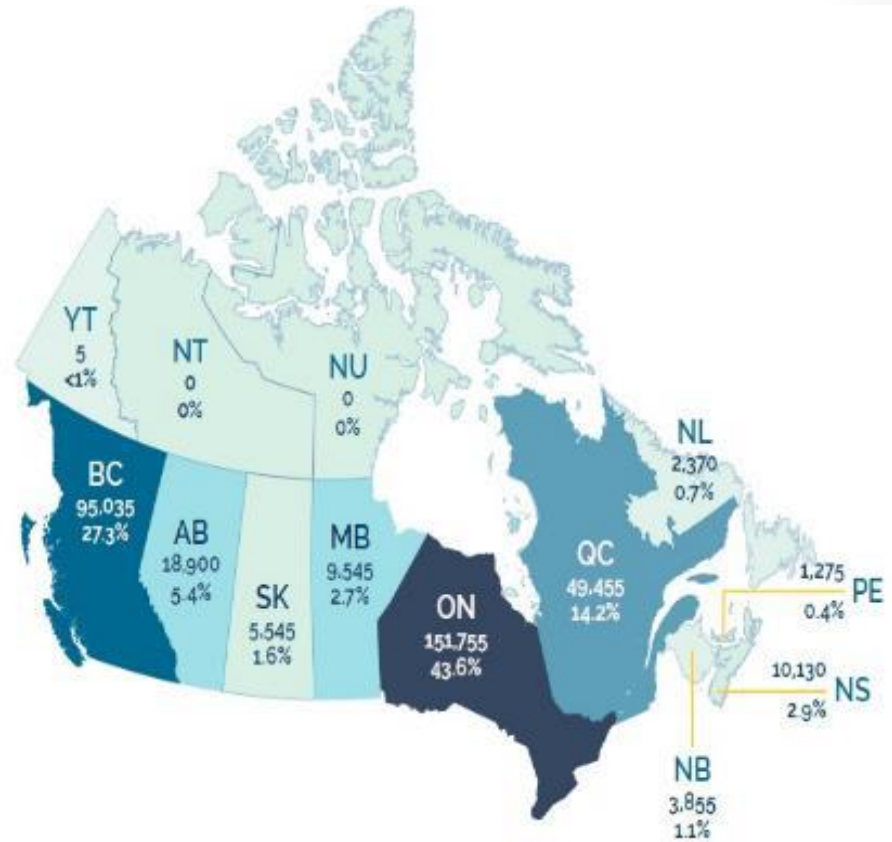 YT
5
<1%
NT
0
0%
NU
0
0%
BC
95,035
27.3%
AB
18,900
5.4%
SK
5,545
1.6%
MB
9,545
2.7%
ON
151,755
43.6%
QC
49,455
14.2%
NL
2,370
0.7%
1,275
0.4%
PE
10,130
2.9%
NS
NB
3,855
1.1%